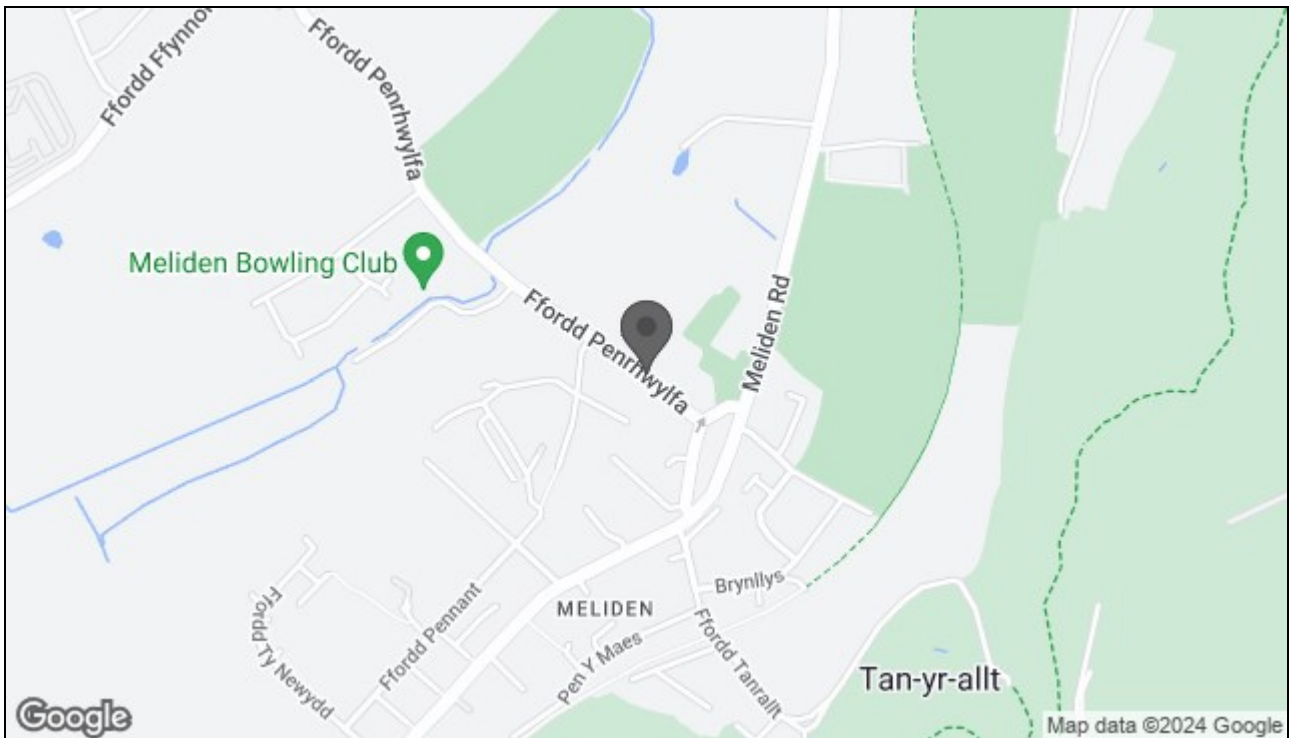 Ffordd Ffynnon
Ffordd Penrhwylfa
Meliden Bowling Club
Ffordd Penrhwylfa
Meliden Rd
Brynllys
MELIDEN
Ffordd Pennant
Ffordd Ty Newydd
Pen Y Maes
Ffordd Tanrallt
Tan-yr-allt
Google
Map data ©2024 Google